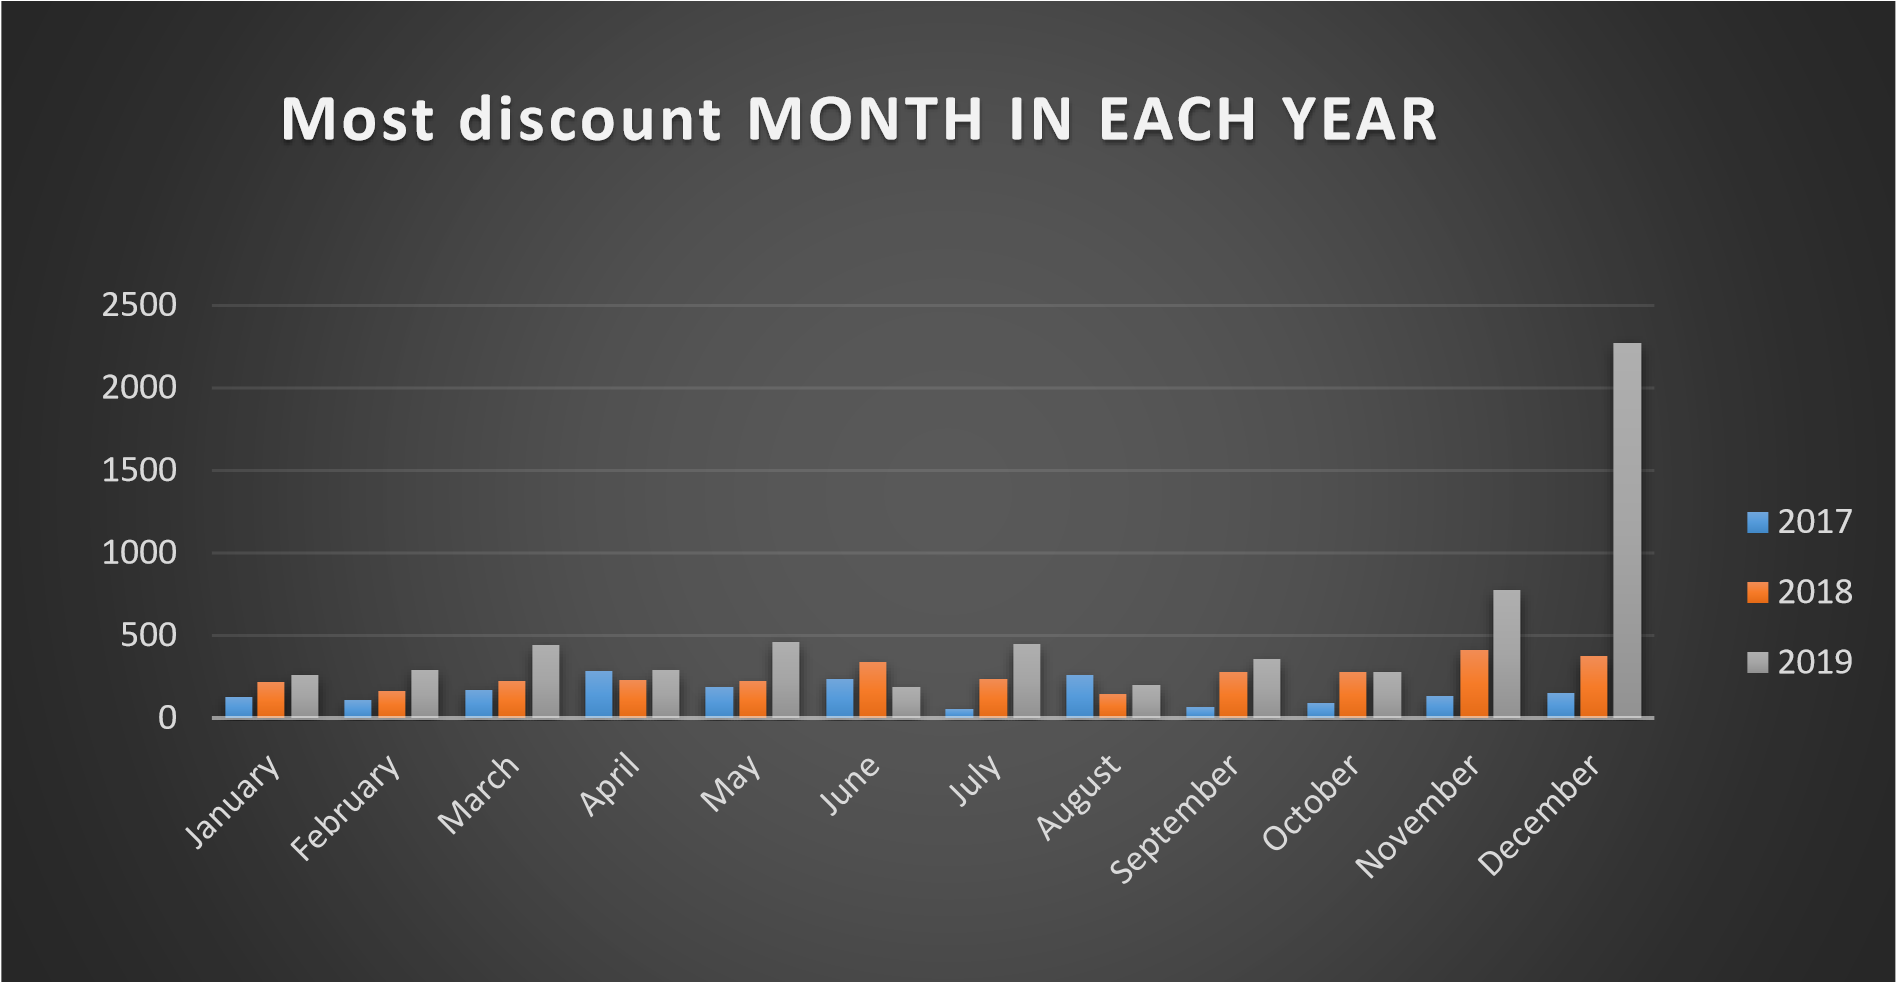 Most discount MONTH IN EACH YEAR
2500
2000
1500
1000
500
0
January
February
March
April
May
June
July
August
September
October
November
December
2017
2018
2019